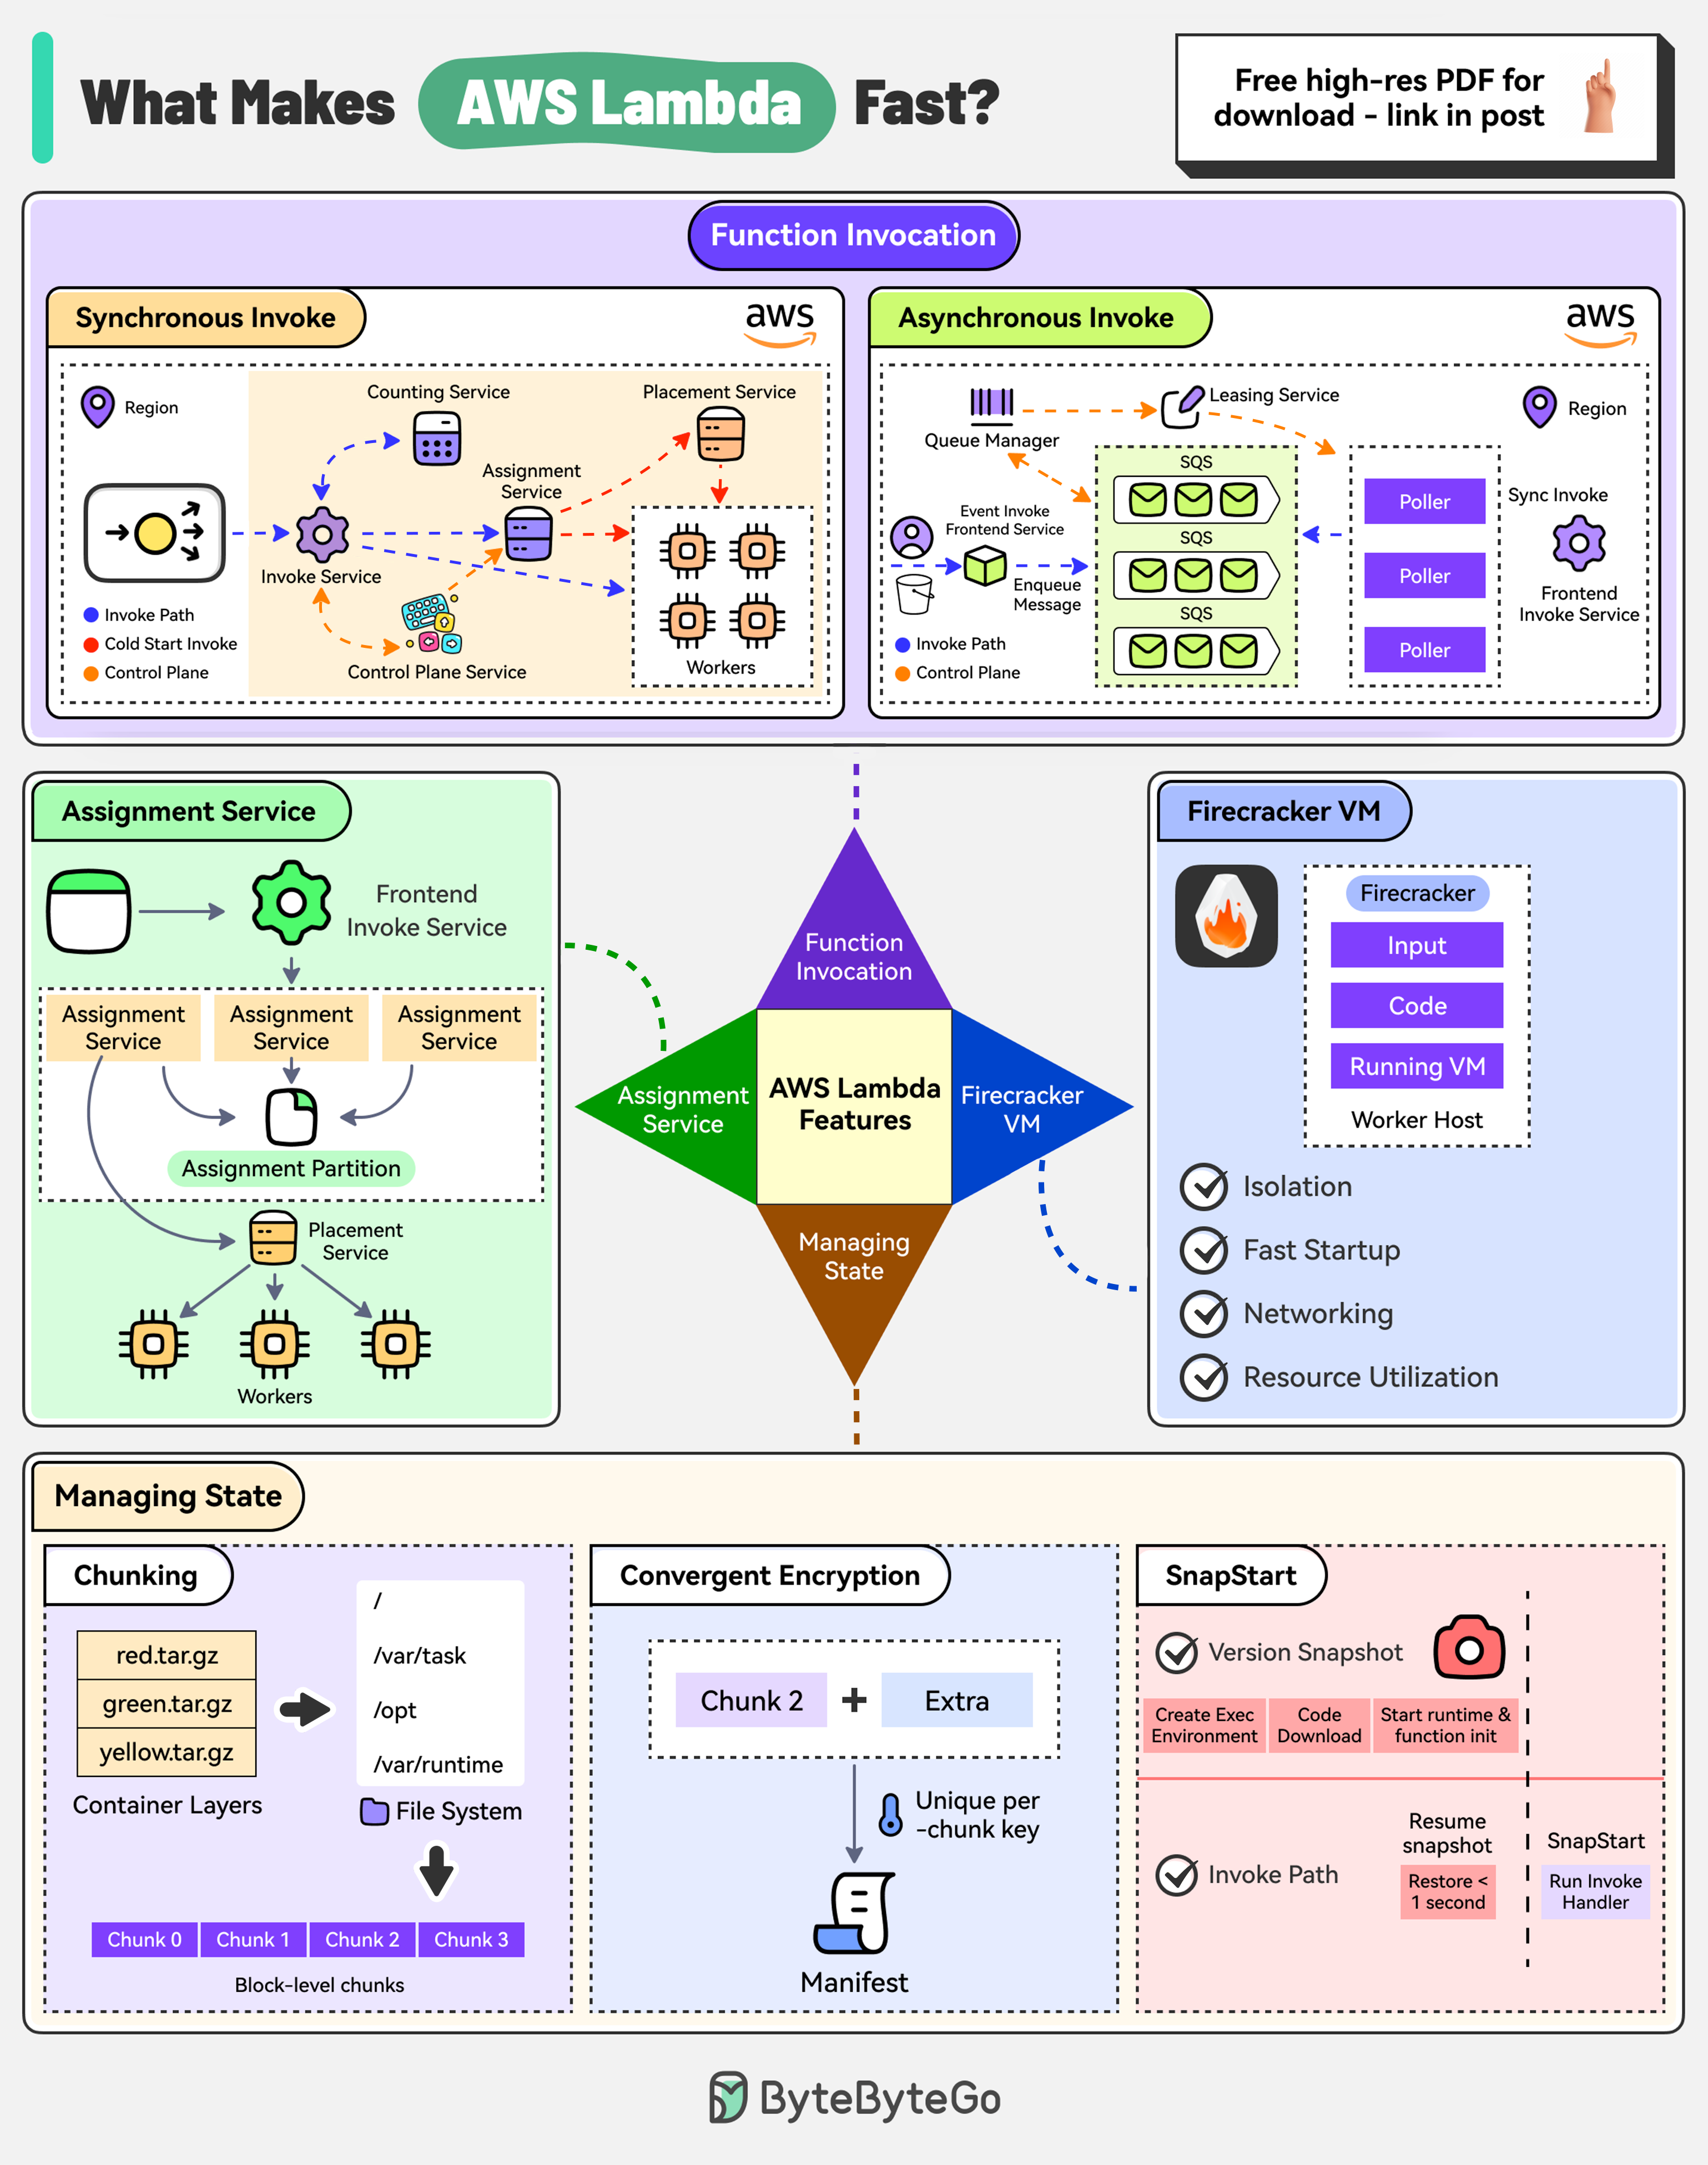 What Makes AWS Lambda Fast?
Free high-res PDF for
download - link in post
Function Invocation
Synchronous Invoke
aws
Region
Counting Service
Placement Service
Assignment
Service
Invoke Service
Invoke Path
Cold Start Invoke
Control Plane
Control Plane Service
Workers
Asynchronous Invoke
aws
Queue Manager
Leasing Service
Region
SQS
SQS
SQS
Event Invoke
Frontend Service
Enqueue
Message
Poller
Poller
Poller
Sync Invoke
Frontend
Invoke Service
Invoke Path
Control Plane
Assignment Service
Frontend
Invoke Service
Assignment
Service
Assignment
Service
Assignment
Service
Assignment Partition
Placement
Service
Workers
Function
Invocation
Assignment
Service
AWS Lambda
Features
Firecracker
VM
Managing
State
Firecracker VM
Firecracker
Input
Code
Running VM
Worker Host
Isolation
Fast Startup
Networking
Resource Utilization
Managing State
Chunking
red.tar.gz
green.tar.gz
yellow.tar.gz
Container Layers
/
/var/task
/opt
/var/runtime
File System
Chunk 0
Chunk 1
Chunk 2
Chunk 3
Block-level chunks
Convergent Encryption
Chunk 2 + Extra
Unique per
-chunk key
Manifest
SnapStart
Version Snapshot
Create Exec
Environment
Code
Download
Start runtime &
function init
Invoke Path
Resume
snapshot
Restore <
1 second
SnapStart
Run Invoke
Handler
ByteByteGo